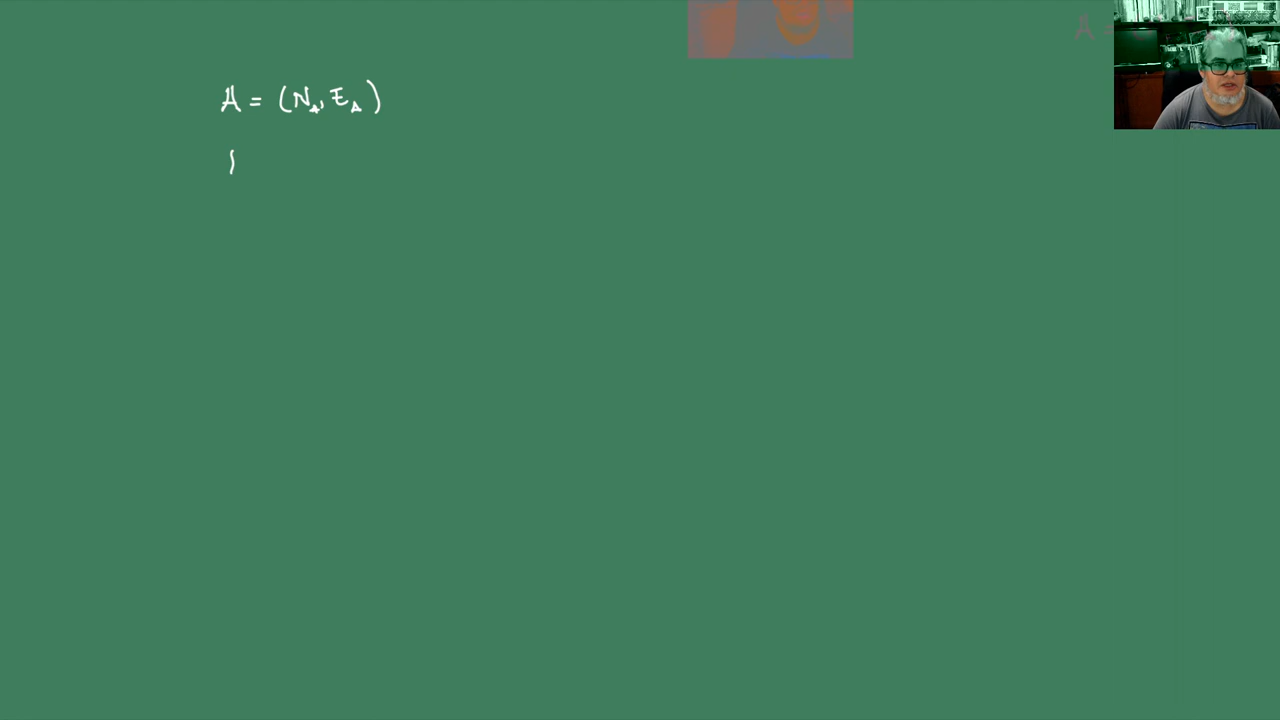 A = (N_A, E_A)